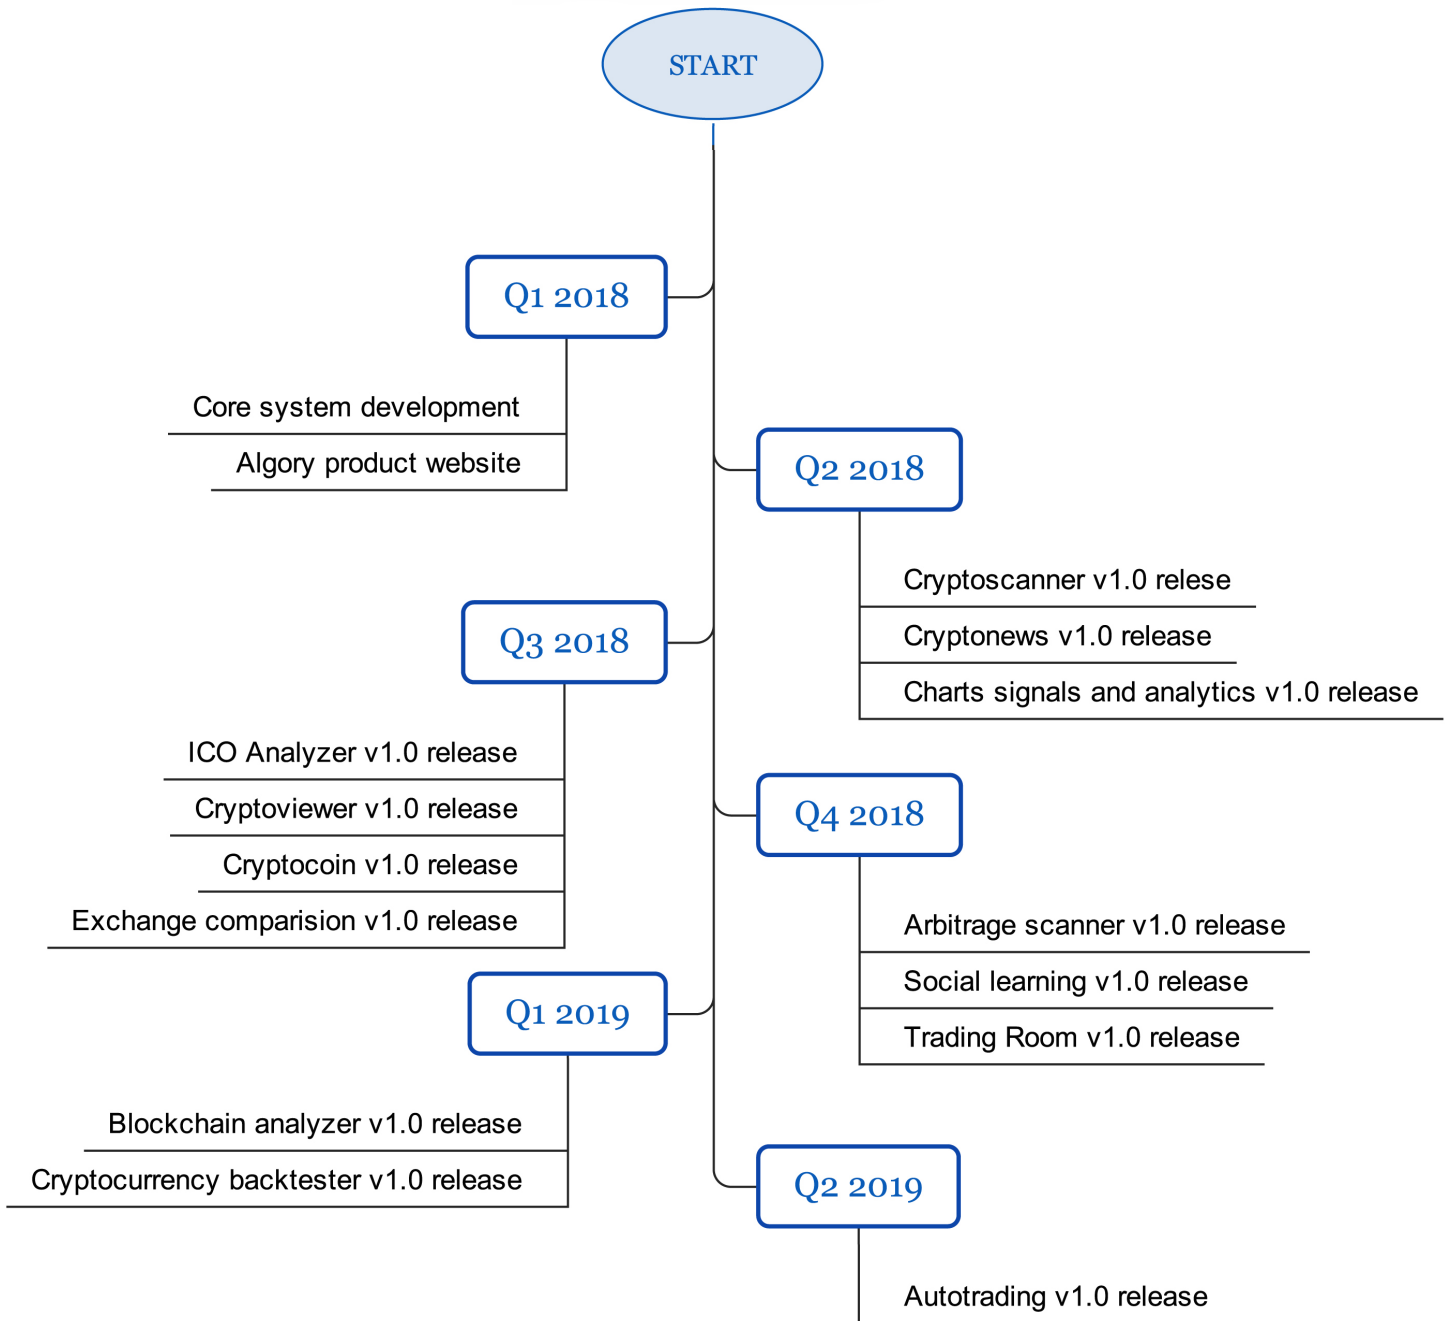 START
Q1 2018
Core system development
Algory product website
Q2 2018
Cryptoscanner v1.0 relese
Cryptonews v1.0 release
Charts signals and analytics v1.0 release
Q3 2018
ICO Analyzer v1.0 release
Cryptoviewer v1.0 release
Cryptocoin v1.0 release
Exchange comparision v1.0 release
Q4 2018
Arbitrage scanner v1.0 release
Social learning v1.0 release
Trading Room v1.0 release
Q1 2019
Blockchain analyzer v1.0 release
Cryptocurrency backtester v1.0 release
Q2 2019
Autotrading v1.0 release